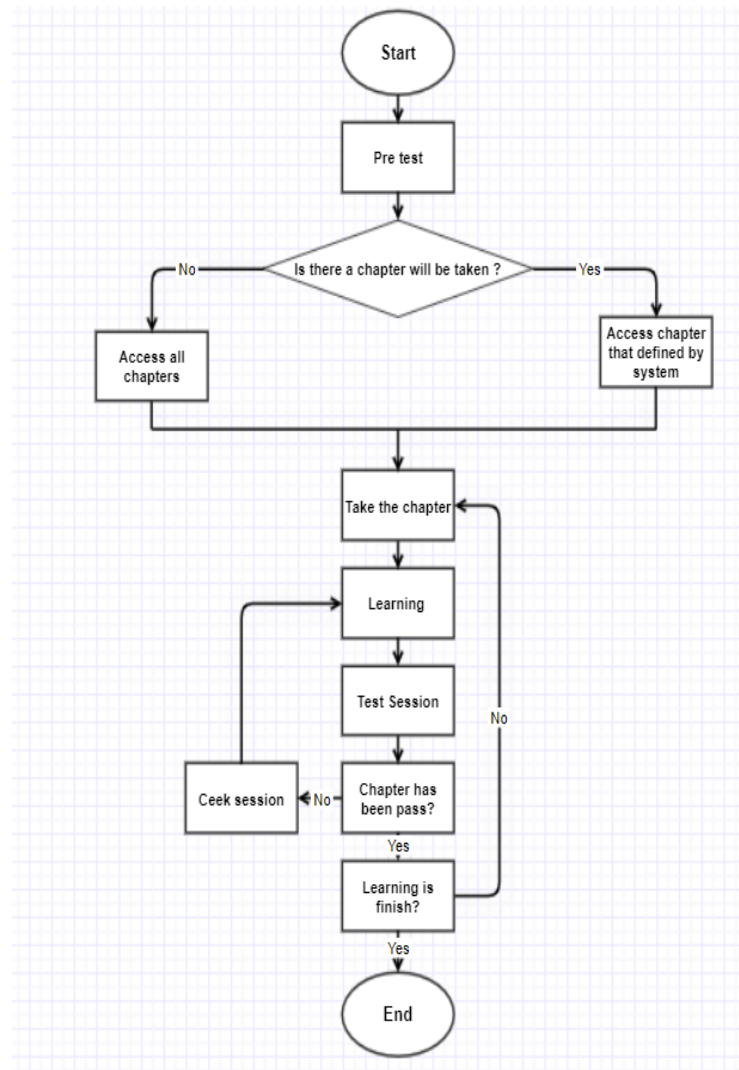 Start
Pre test
Is there a chapter will be taken ?
No
Yes
Access all
chapters
Access chapter
that defined by
system
Take the chapter
Learning
Test Session
No
Ceek session
No
Chapter has
been pass?
Yes
Learning is
finish?
Yes
End